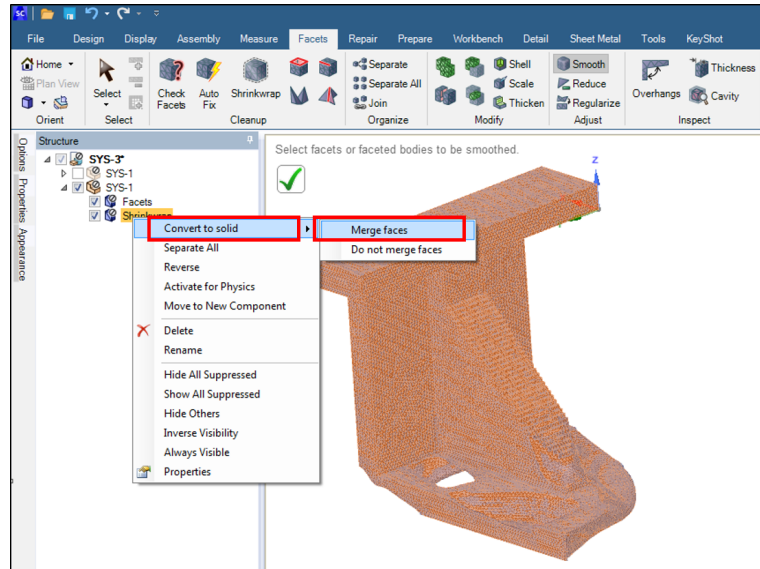 SC
File Design Display Assembly Measure Facets Repair Prepare Workbench Detail Sheet Metal Tools KeyShot
Home
Plan View
Orient
Select
Select
Check Facets
Auto Fix
Shrinkwrap
Cleanup
Separate
Separate All
Join
Organize
Shell
Scale
Thicken
Modify
Smooth
Reduce
Regularize
Adjust
Overhangs
Thickness
Cavity
Inspect
Options
Properties
Appearance
Structure
SYS-3*
SYS-1
SYS-1
Facets
Shrinkwrap
Select facets or faceted bodies to be smoothed.
Z
Convert to solid
Separate All
Reverse
Activate for Physics
Move to New Component
Delete
Rename
Hide All Suppressed
Show All Suppressed
Hide Others
Inverse Visibility
Always Visible
Properties
Merge faces
Do not merge faces